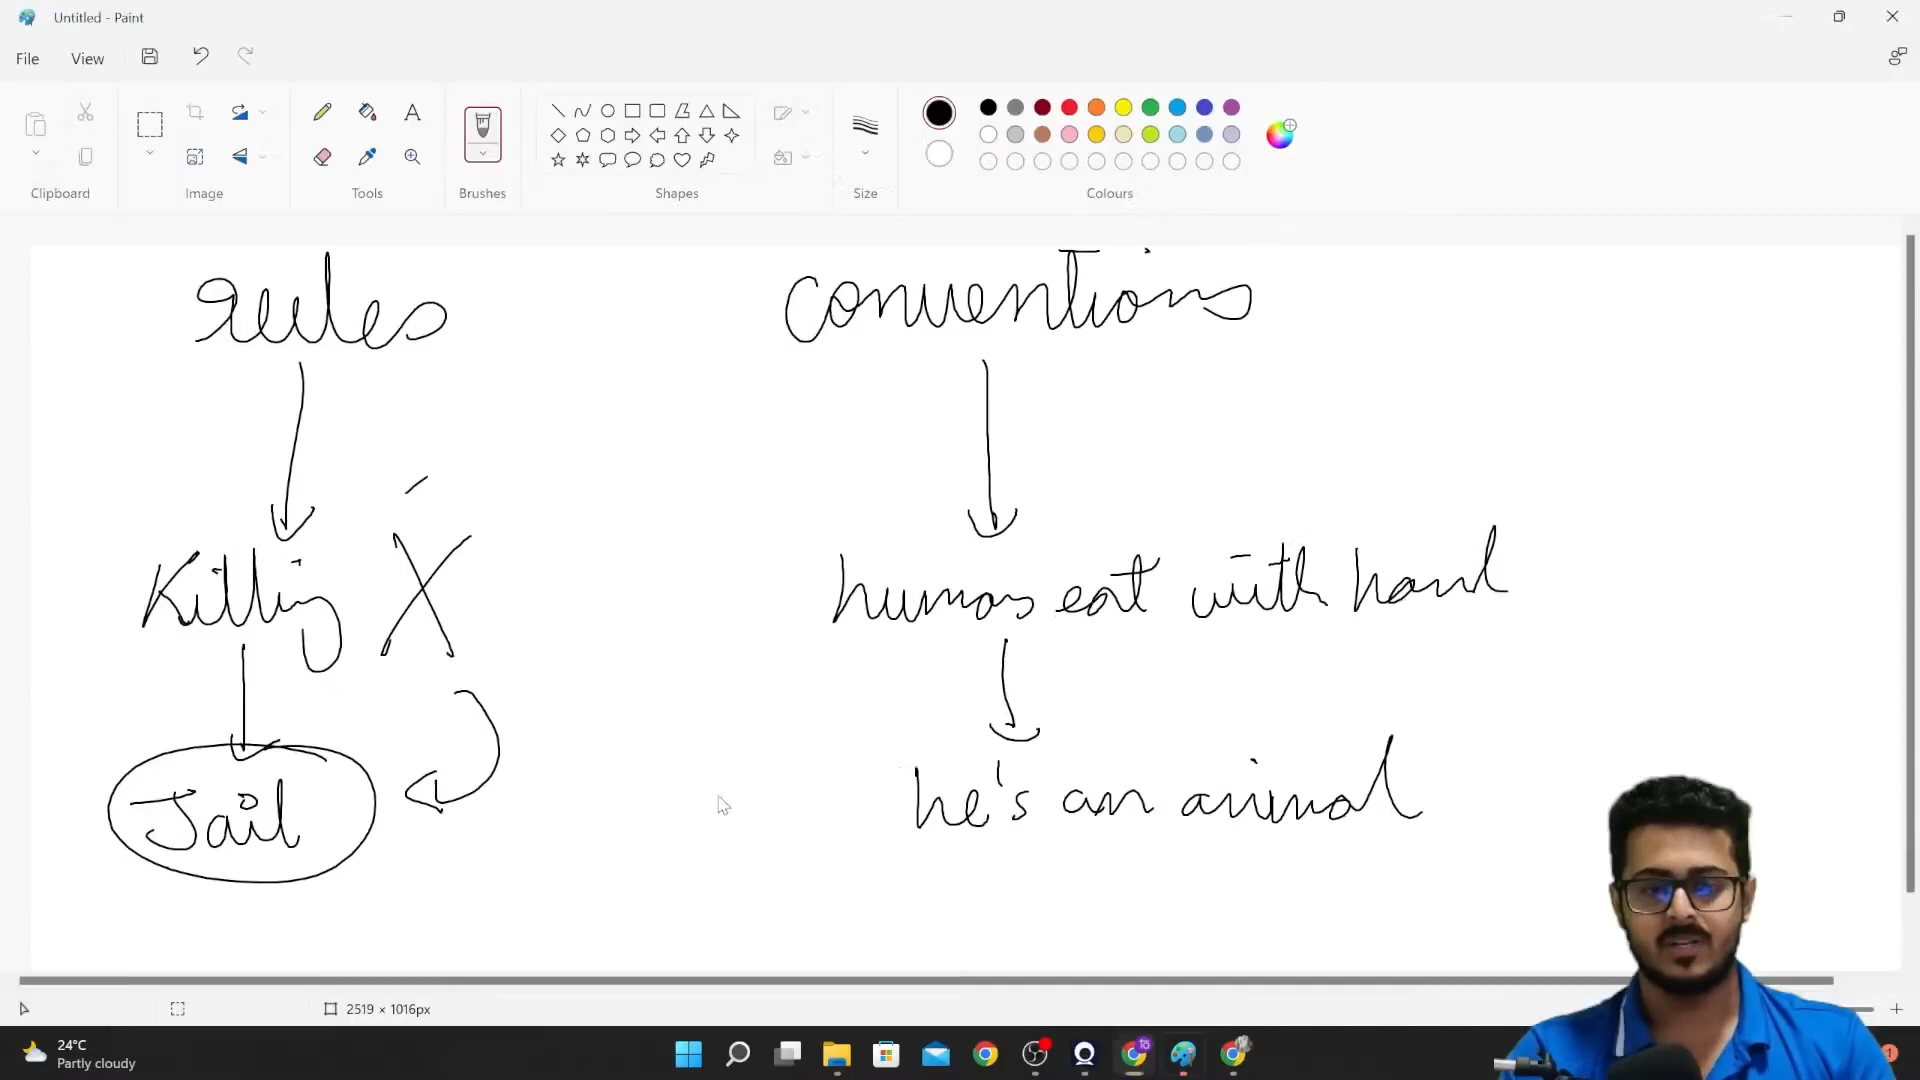 Untitled - Paint
File View
Clipboard Image Tools Brushes Shapes Size Colours
rules conventions
Killing X humans eat with hand
Jail he's an animal
2519 × 1016px
24°C
Partly cloudy
1